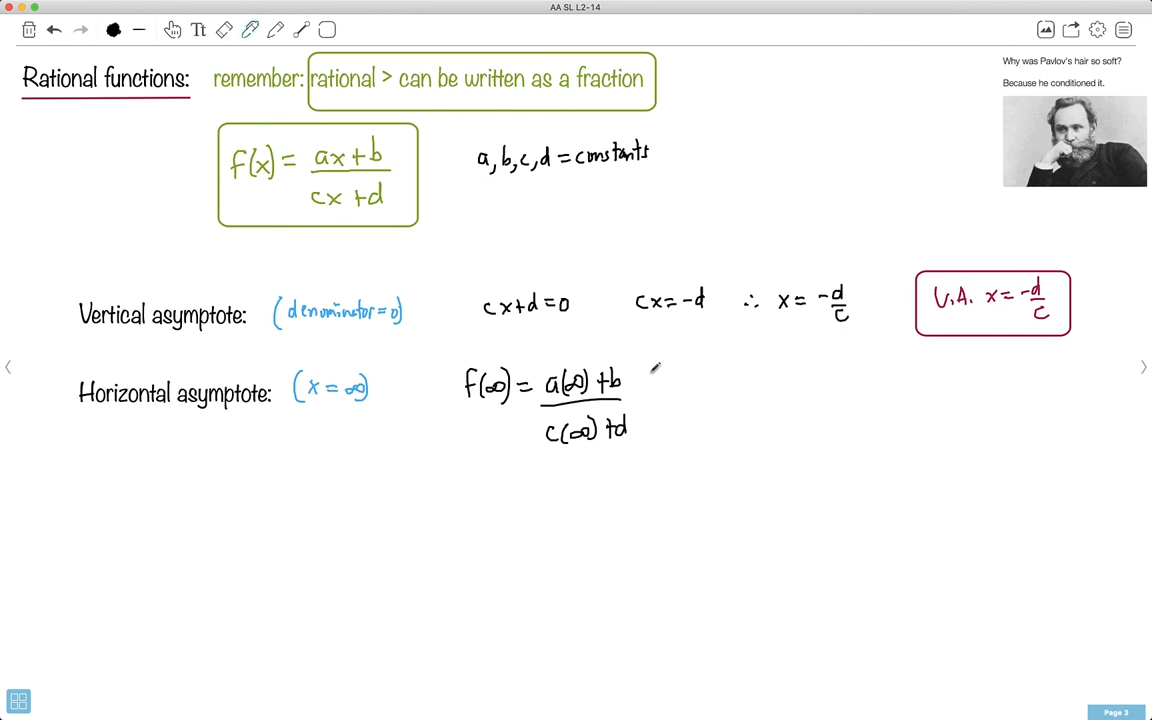 AA SL L2-14
Tt
Rational functions: remember: rational > can be written as a fraction
Why was Pavlov's hair so soft?
Because he conditioned it.
f(x) = ax+b / cx+d
a, b, c, d = constants
Vertical asymptote: (denominator = 0) cx+d=0 cx=-d ∴ x = -d/c
V.A. x = -d/c
Horizontal asymptote: (x = ∞) f(∞) = a(∞)+b / c(∞)+d
Page 3